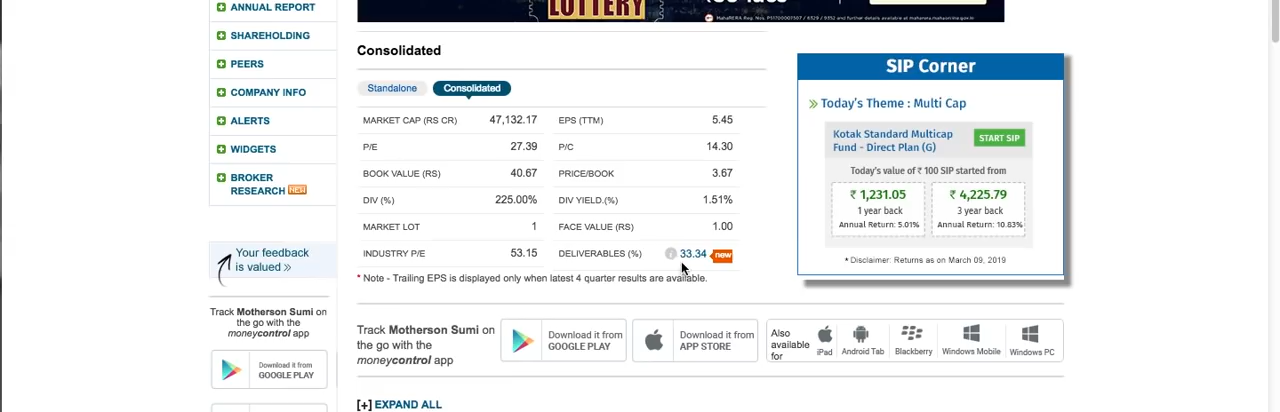 ANNUAL REPORT
SHAREHOLDING
PEERS
COMPANY INFO
ALERTS
WIDGETS
BROKER
RESEARCH NEW
Your feedback
is valued »
Track Motherson Sumi on
the go with the
moneycontrol app
Download it from
GOOGLE PLAY
LOTTERY
Consolidated
Standalone Consolidated
MARKET CAP (RS CR) 47,132.17 EPS (TTM) 5.45
P/E 27.39 P/C 14.30
BOOK VALUE (RS) 40.67 PRICE/BOOK 3.67
DIV (%) 225.00% DIV YIELD.(%) 1.51%
MARKET LOT 1 FACE VALUE (RS) 1.00
INDUSTRY P/E 53.15 DELIVERABLES (%) i 33.34 new
* Note - Trailing EPS is displayed only when latest 4 quarter results are available.
SIP Corner
» Today's Theme : Multi Cap
Kotak Standard Multicap
Fund - Direct Plan (G)
START SIP
Today's value of ₹ 100 SIP started from
₹ 1,231.05 ₹ 4,225.79
1 year back 3 year back
Annual Return: 5.01% Annual Return: 10.83%
* Disclaimer: Returns as on March 09, 2019
Track Motherson Sumi on
the go with the
moneycontrol app
Download it from
GOOGLE PLAY
Download it from
APP STORE
Also
available
for
iPad Android Tab Blackberry Windows Mobile Windows PC
[+] EXPAND ALL